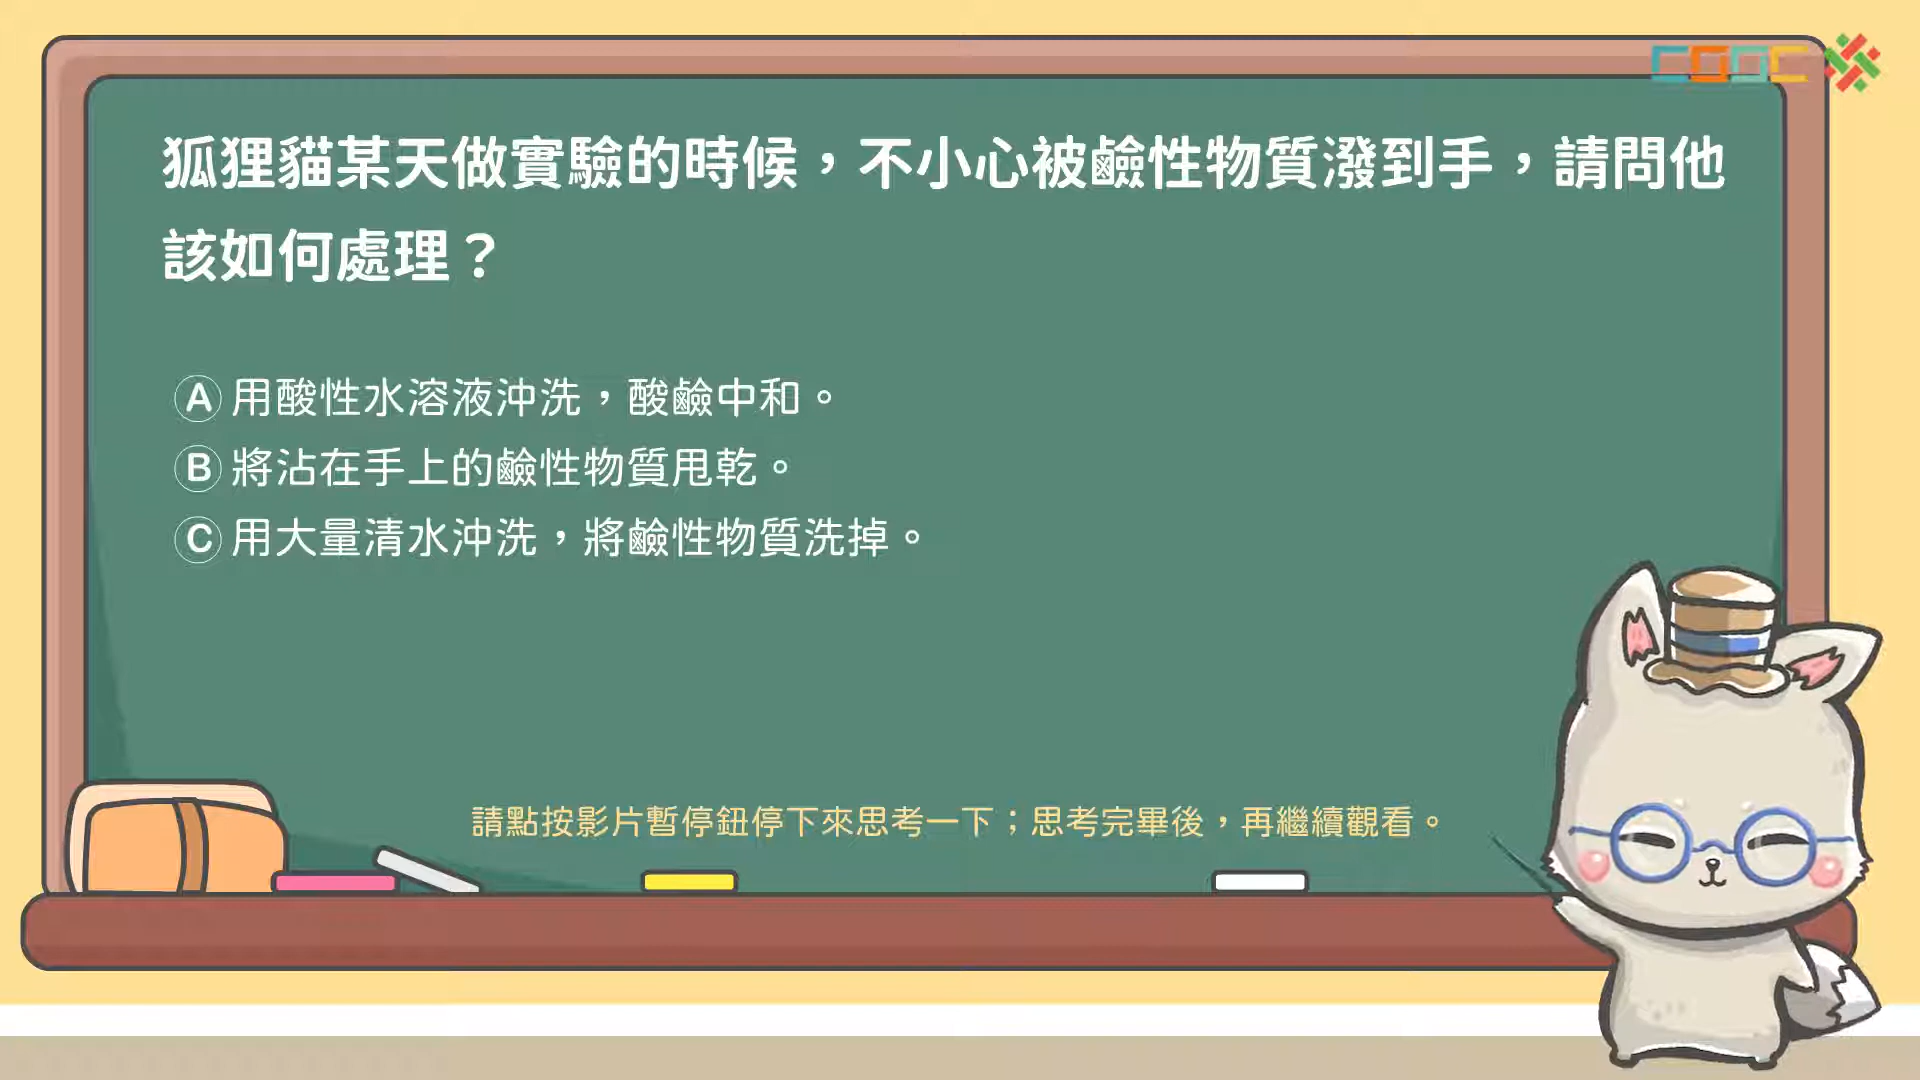 COOC
狐狸貓某天做實驗的時候，不小心被鹼性物質潑到手，請問他
該如何處理？
Ⓐ 用酸性水溶液沖洗，酸鹼中和。
Ⓑ 將沾在手上的鹼性物質甩乾。
Ⓒ 用大量清水沖洗，將鹼性物質洗掉。
請點按影片暫停鈕停下來思考一下；思考完畢後，再繼續觀看。